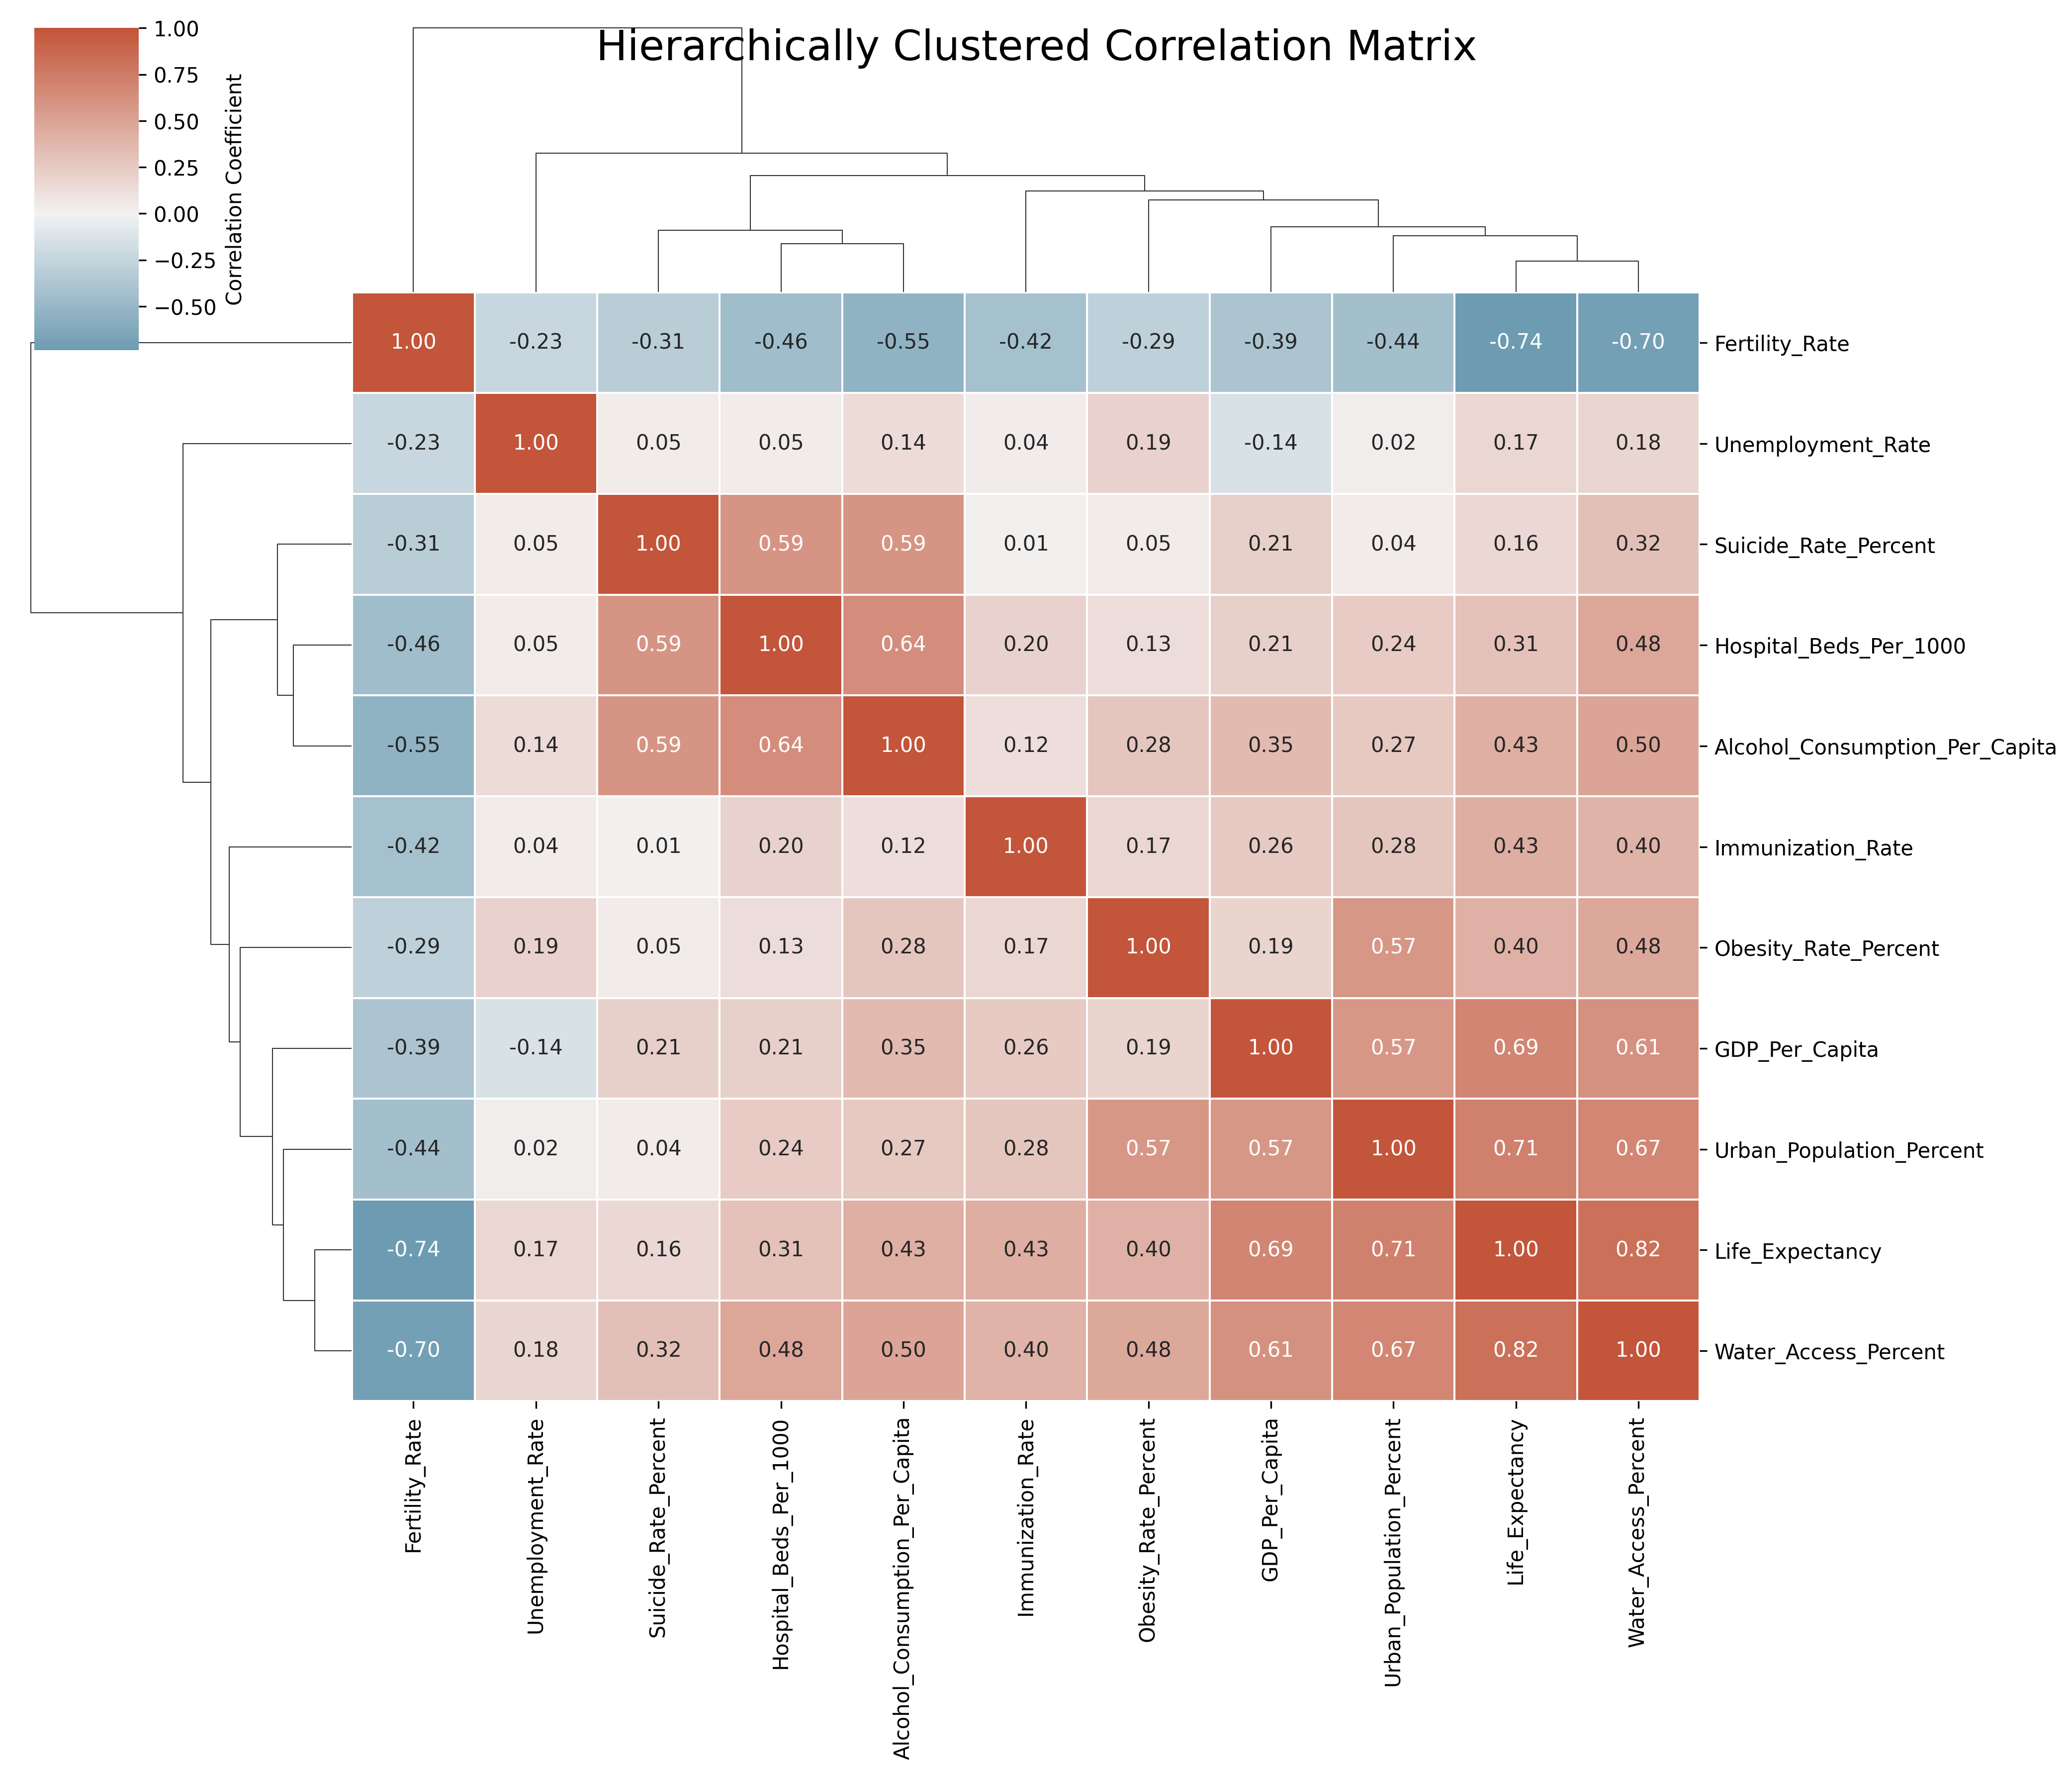 Hierarchically Clustered Correlation Matrix
1.00
0.75
0.50
0.25
0.00
−0.25
−0.50
Correlation Coefficient
1.00 -0.23 -0.31 -0.46 -0.55 -0.42 -0.29 -0.39 -0.44 -0.74 -0.70 Fertility_Rate
-0.23 1.00 0.05 0.05 0.14 0.04 0.19 -0.14 0.02 0.17 0.18 Unemployment_Rate
-0.31 0.05 1.00 0.59 0.59 0.01 0.05 0.21 0.04 0.16 0.32 Suicide_Rate_Percent
-0.46 0.05 0.59 1.00 0.64 0.20 0.13 0.21 0.24 0.31 0.48 Hospital_Beds_Per_1000
-0.55 0.14 0.59 0.64 1.00 0.12 0.28 0.35 0.27 0.43 0.50 Alcohol_Consumption_Per_Capita
-0.42 0.04 0.01 0.20 0.12 1.00 0.17 0.26 0.28 0.43 0.40 Immunization_Rate
-0.29 0.19 0.05 0.13 0.28 0.17 1.00 0.19 0.57 0.40 0.48 Obesity_Rate_Percent
-0.39 -0.14 0.21 0.21 0.35 0.26 0.19 1.00 0.57 0.69 0.61 GDP_Per_Capita
-0.44 0.02 0.04 0.24 0.27 0.28 0.57 0.57 1.00 0.71 0.67 Urban_Population_Percent
-0.74 0.17 0.16 0.31 0.43 0.43 0.40 0.69 0.71 1.00 0.82 Life_Expectancy
-0.70 0.18 0.32 0.48 0.50 0.40 0.48 0.61 0.67 0.82 1.00 Water_Access_Percent
Fertility_Rate
Unemployment_Rate
Suicide_Rate_Percent
Hospital_Beds_Per_1000
Alcohol_Consumption_Per_Capita
Immunization_Rate
Obesity_Rate_Percent
GDP_Per_Capita
Urban_Population_Percent
Life_Expectancy
Water_Access_Percent